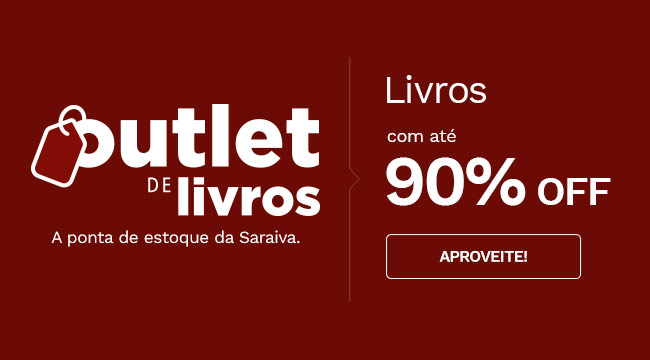 outlet
DE livros
A ponta de estoque da Saraiva.
Livros
com até
90% OFF
APROVEITE!